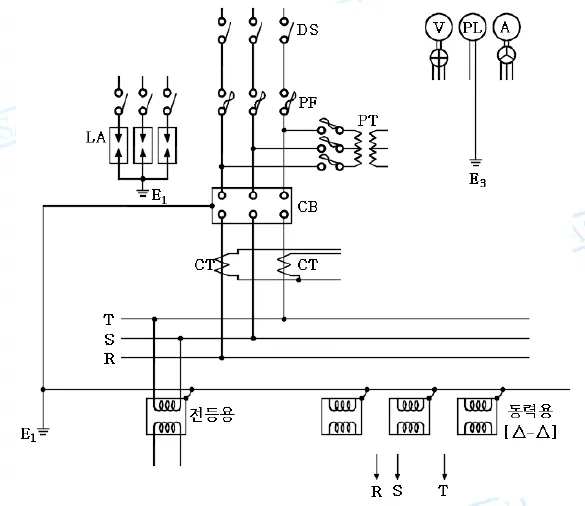 DS
V
PL
A
PF
LA
PT
E₁
E₃
CB
CT
CT
T
S
R
E₁
전등용
동력용
[△-△]
R S T